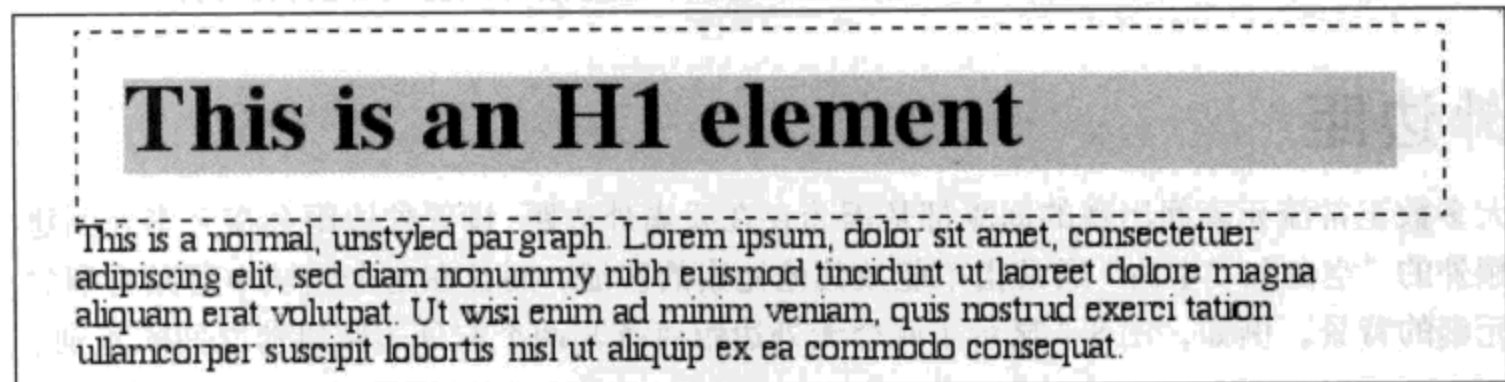 This is an H1 element
This is a normal, unstyled pargraph. Lorem ipsum, dolor sit amet, consectetuer
adipiscing elit, sed diam nonummy nibh euismod tincidunt ut laoreet dolore magna
aliquam erat volutpat. Ut wisi enim ad minim veniam, quis nostrud exerci tation
ullamcorper suscipit lobortis nisl ut aliquip ex ea commodo consequat.